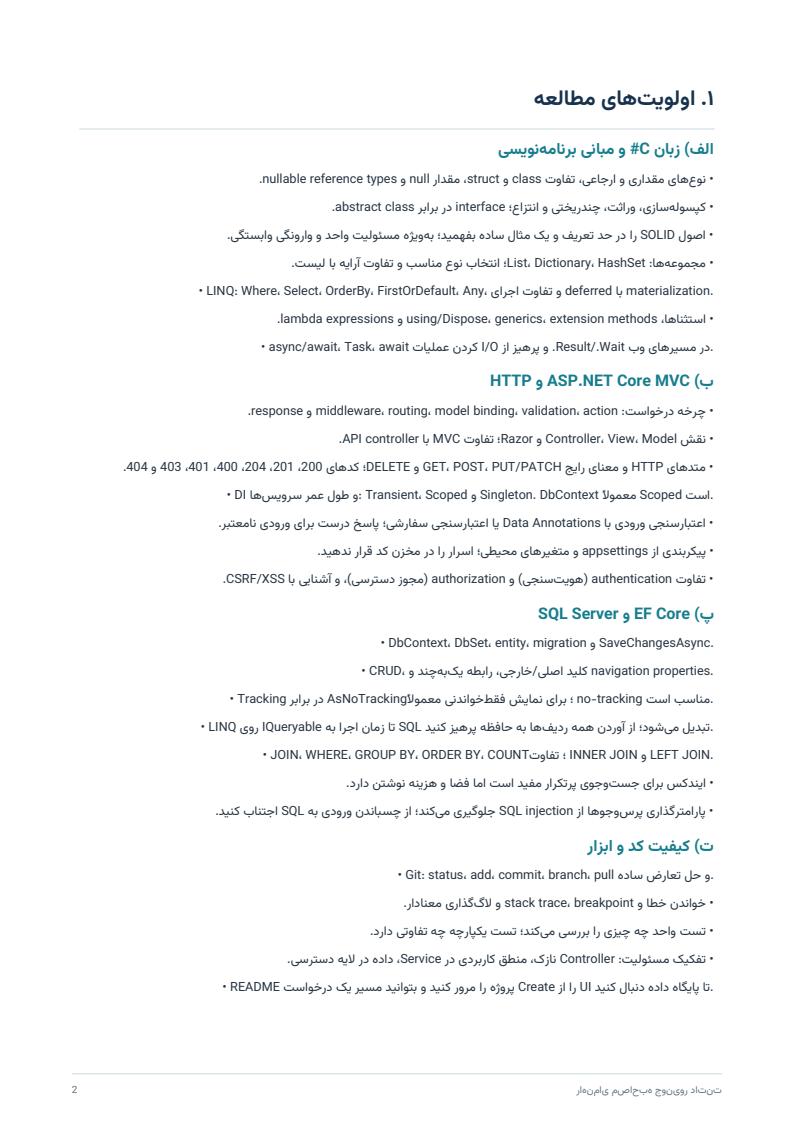 ۱. اولویت‌های مطالعه
الف) زبان C# و مبانی برنامه‌نویسی
• نوع‌های مقداری و ارجاعی، تفاوت class و struct، مقدار null و nullable reference types.
• کپسوله‌سازی، وراثت، چندریختی و انتزاع؛ interface در برابر abstract class.
• اصول SOLID را در حد تعریف و یک مثال ساده بفهمید؛ به‌ویژه مسئولیت واحد و وارونگی وابستگی.
• مجموعه‌ها: List، Dictionary، HashSet؛ انتخاب نوع مناسب و تفاوت آرایه با لیست.
• LINQ: Where، Select، OrderBy، FirstOrDefault، Any، و تفاوت اجرای deferred با materialization.
• استثناها، using/Dispose، generics، extension methods و lambda expressions.
• async/await، Task، await کردن عملیات I/O و پرهیز از .Result/.Wait در مسیرهای وب.
ب) ASP.NET Core MVC و HTTP
• چرخه درخواست: middleware، routing، model binding، validation، action و response.
• نقش Controller، View، Model و Razor؛ تفاوت MVC با API controller.
• متدهای HTTP و معنای رایج GET، POST، PUT/PATCH و DELETE؛ کدهای 200، 201، 204، 400، 401، 403 و 404.
• DI و طول عمر سرویس‌ها: Transient، Scoped و Singleton. DbContext معمولاً Scoped است.
• اعتبارسنجی ورودی با Data Annotations یا اعتبارسنجی سفارشی؛ پاسخ درست برای ورودی نامعتبر.
• پیکربندی از appsettings و متغیرهای محیطی؛ اسرار را در مخزن کد قرار ندهید.
• تفاوت authentication (هویت‌سنجی) و authorization (مجوز دسترسی)، و آشنایی با CSRF/XSS.
پ) EF Core و SQL Server
• DbContext، DbSet، entity، migration و SaveChangesAsync.
• CRUD، کلید اصلی/خارجی، رابطه یک‌به‌چند و navigation properties.
• Tracking در برابر AsNoTracking؛ برای نمایش فقط‌خواندنی معمولاً no-tracking مناسب است.
• LINQ روی IQueryable تا زمان اجرا به SQL تبدیل می‌شود؛ از آوردن همه ردیف‌ها به حافظه پرهیز کنید.
• JOIN، WHERE، GROUP BY، ORDER BY، COUNT؛ تفاوت INNER JOIN و LEFT JOIN.
• ایندکس برای جست‌وجوی پرتکرار مفید است اما فضا و هزینه نوشتن دارد.
• پارامترگذاری پرس‌وجوها از SQL injection جلوگیری می‌کند؛ از چسباندن ورودی به SQL اجتناب کنید.
ت) کیفیت کد و ابزار
• Git: status، add، commit، branch، pull و حل تعارض ساده.
• خواندن خطا و stack trace، breakpoint و لاگ‌گذاری معنادار.
• تست واحد چه چیزی را بررسی می‌کند؛ تست یکپارچه چه تفاوتی دارد.
• تفکیک مسئولیت: Controller نازک، منطق کاربردی در Service، داده در لایه دسترسی.
• README پروژه را مرور کنید و بتوانید مسیر یک درخواست Create را از UI تا پایگاه داده دنبال کنید.
راهنمای مصاحبه جونیور داتنت
2